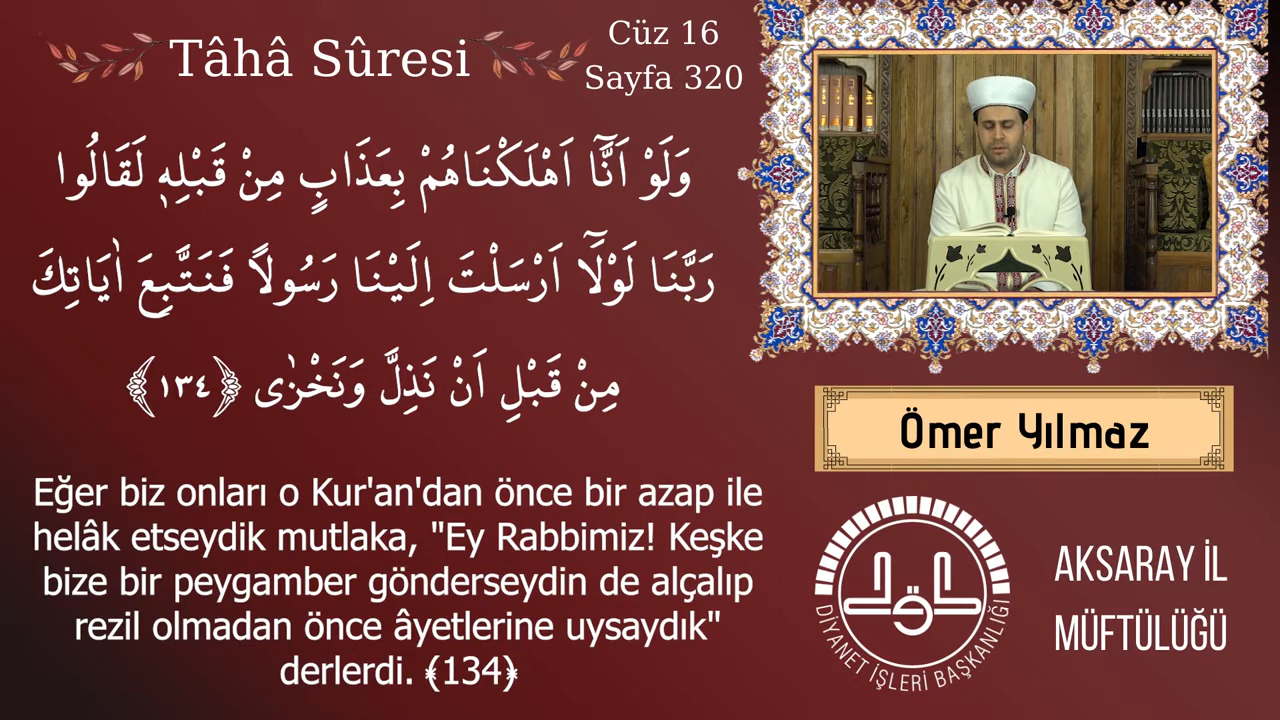 Tâhâ Sûresi
Cüz 16
Sayfa 320
وَلَوْ اَنَّٓا اَهْلَكْنَاهُمْ بِعَذَابٍ مِنْ قَبْلِه۪ لَقَالُوا
رَبَّنَا لَوْلَٓا اَرْسَلْتَ اِلَيْنَا رَسُولاً فَنَتَّبِعَ اٰيَاتِكَ
مِنْ قَبْلِ اَنْ نَذِلَّ وَنَخْزٰى ﴿١٣٤﴾
Eğer biz onları o Kur'an'dan önce bir azap ile
helâk etseydik mutlaka, "Ey Rabbimiz! Keşke
bize bir peygamber gönderseydin de alçalıp
rezil olmadan önce âyetlerine uysaydık"
derlerdi. ﴾134﴿
Ömer Yılmaz
DİYANET İŞLERİ BAŞKANLIĞI
AKSARAY İL
MÜFTÜLÜĞÜ